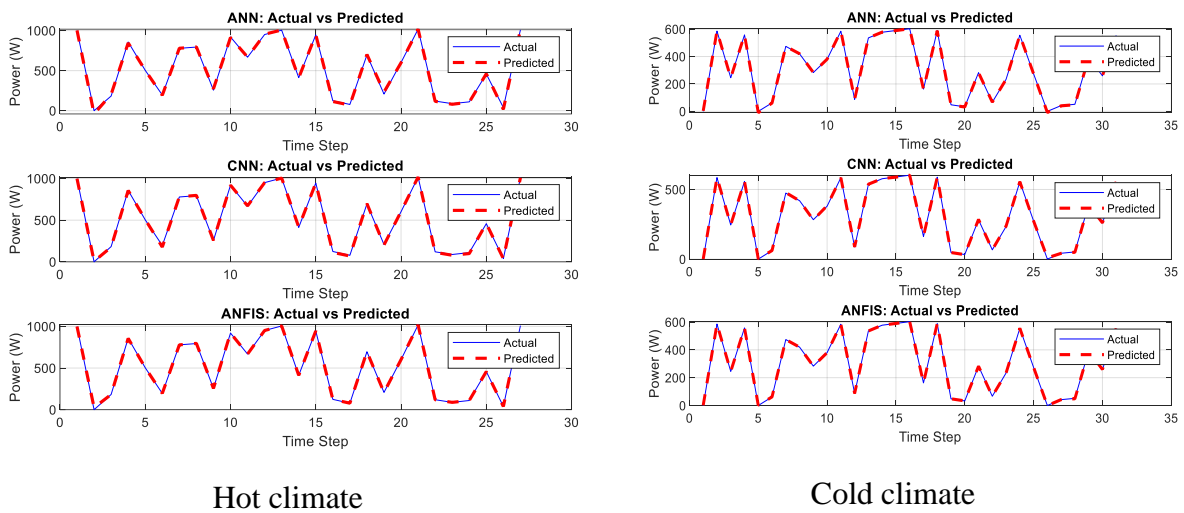 ANN: Actual vs Predicted
1000
500
0
Power (W)
Actual
Predicted
0 5 10 15 20 25 30
Time Step
CNN: Actual vs Predicted
1000
500
0
Power (W)
Actual
Predicted
0 5 10 15 20 25 30
Time Step
ANFIS: Actual vs Predicted
1000
500
0
Power (W)
Actual
Predicted
0 5 10 15 20 25 30
Time Step
Hot climate
ANN: Actual vs Predicted
600
400
200
0
Power (W)
Actual
Predicted
0 5 10 15 20 25 30 35
Time Step
CNN: Actual vs Predicted
500
0
Power (W)
Actual
Predicted
0 5 10 15 20 25 30 35
Time Step
ANFIS: Actual vs Predicted
600
400
200
0
Power (W)
Actual
Predicted
0 5 10 15 20 25 30 35
Time Step
Cold climate